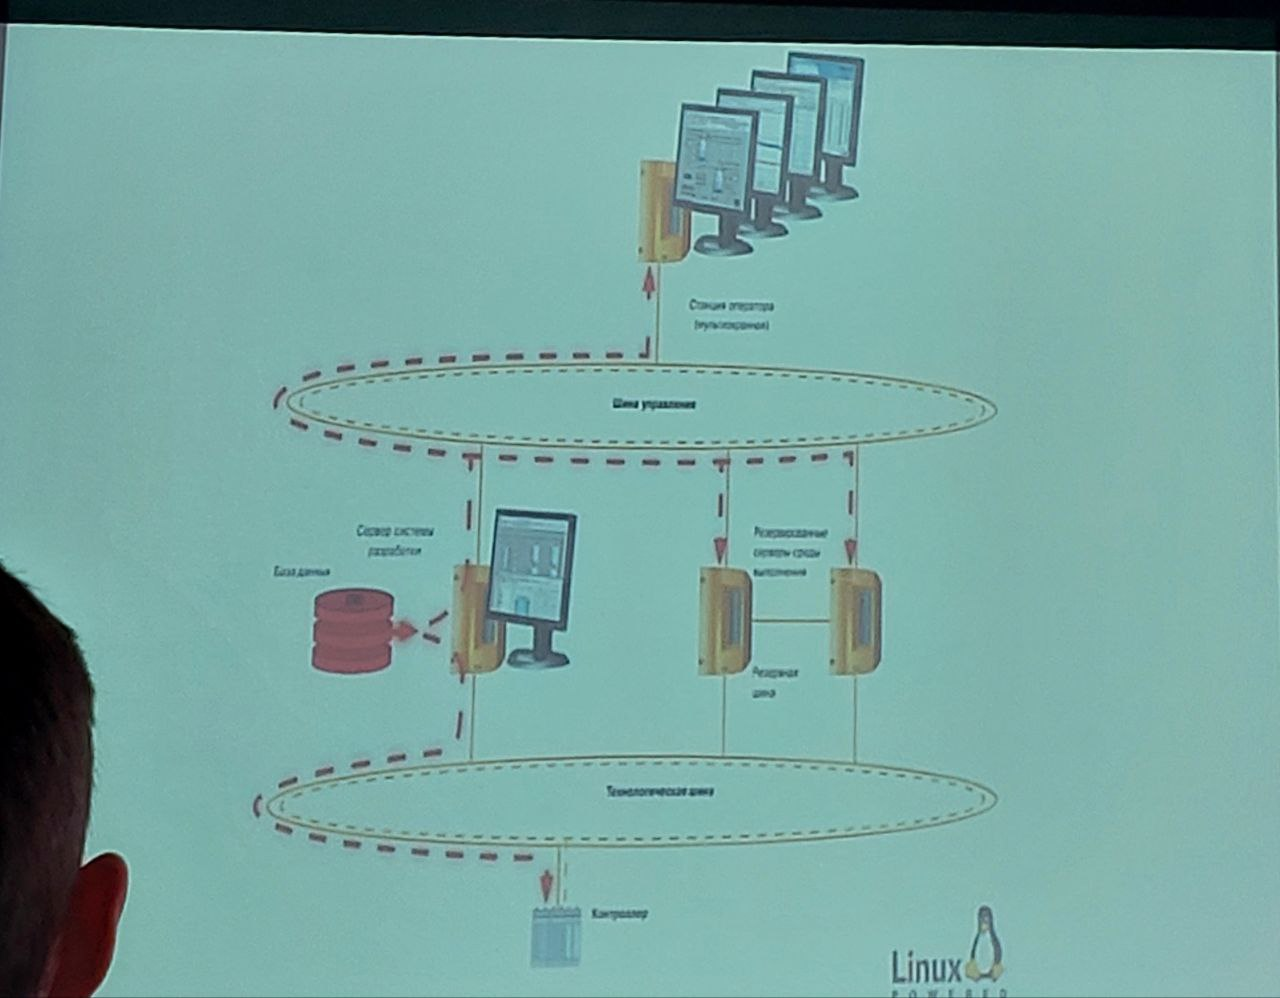 Станция оператора
(мультиэкранная)
Шина управления
Сервер системы
разработки
База данных
Резервированные
серверы среды
выполнения
Резервная
шина
Технологическая шина
Контроллер
Linux
POWERED